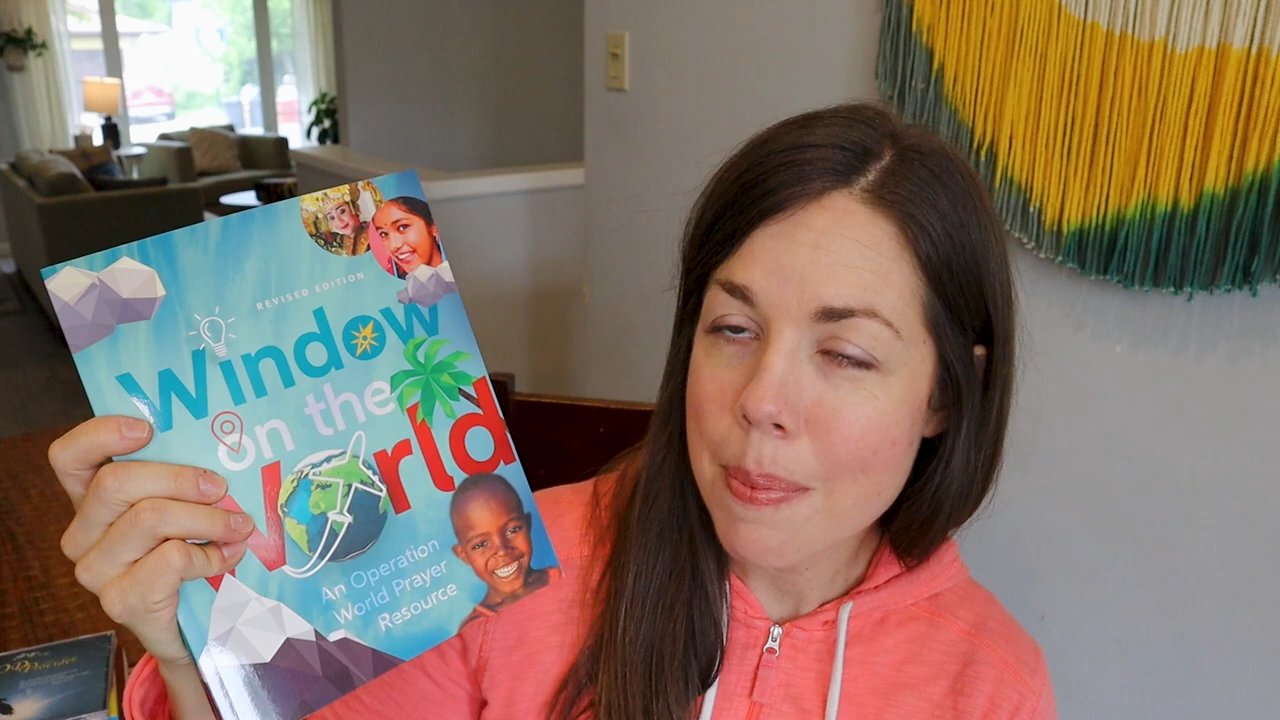 REVISED EDITION
Window
on the
World
An Operation
World Prayer
Resource